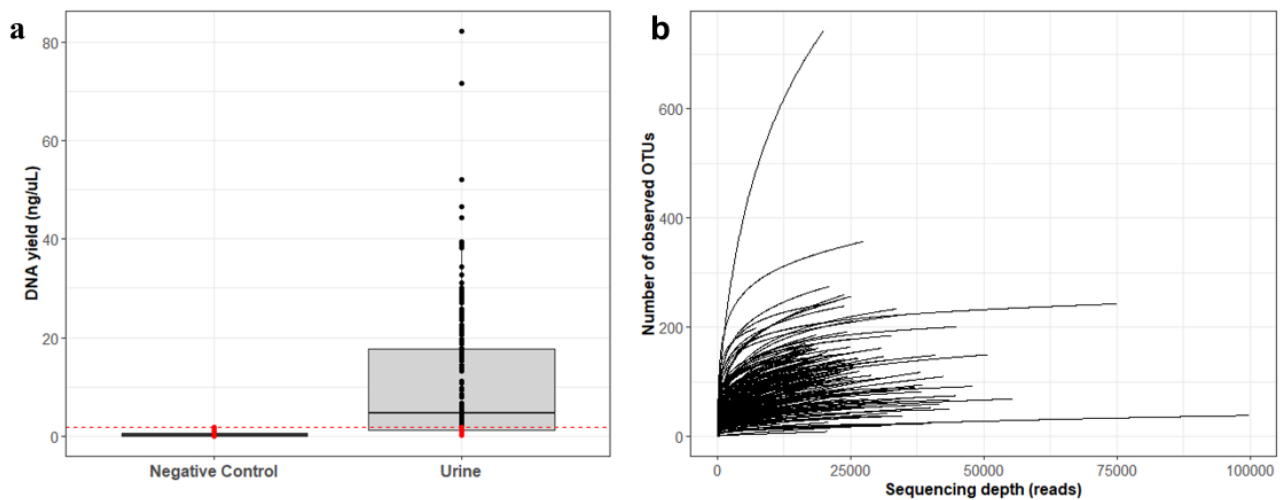 a
DNA yield (ng/uL)
80
60
40
20
0
Negative Control
Urine
b
Number of observed OTUs
600
400
200
0
0
25000
50000
75000
100000
Sequencing depth (reads)